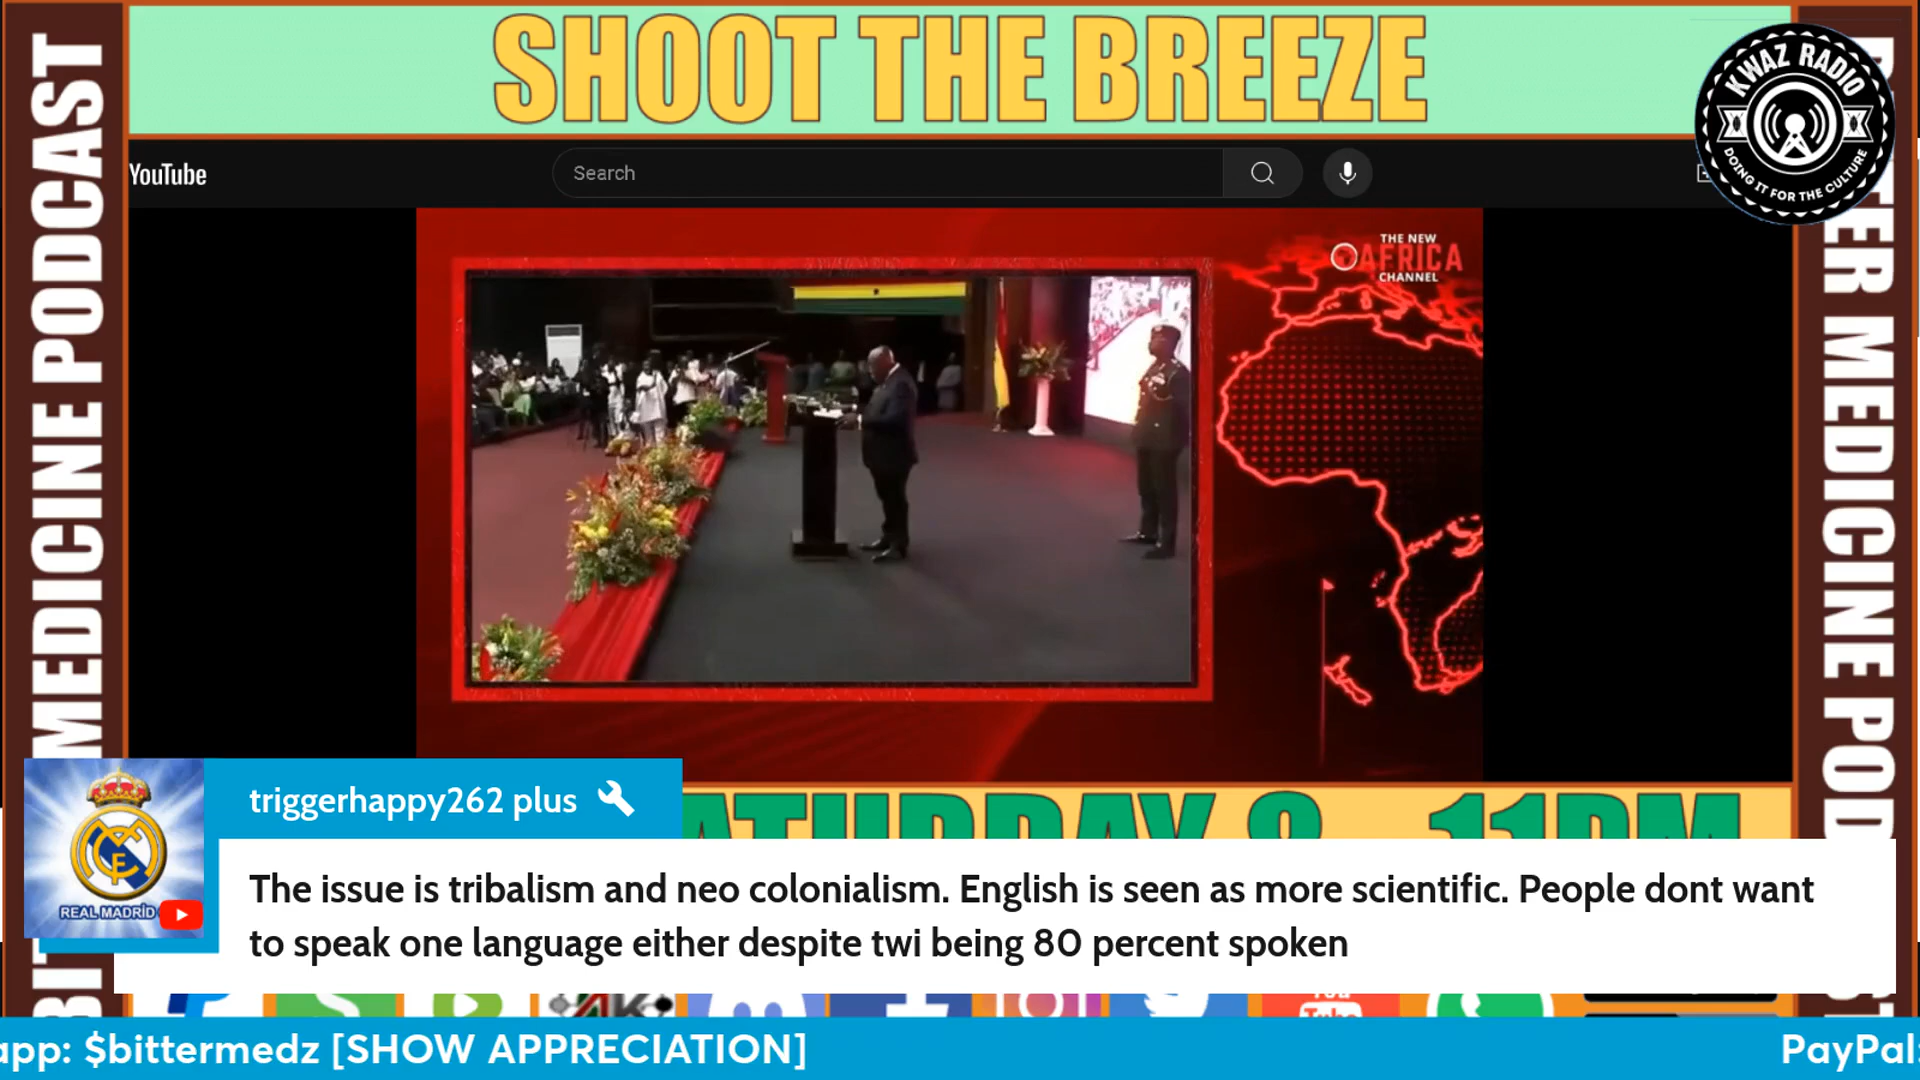 SHOOT THE BREEZE
MEDICINE PODCAST
KWAZ RADIO
DOING IT FOR THE CULTURE
YouTube
Search
THE NEW
AFRICA
CHANNEL
MEDICINE
triggerhappy262 plus
REAL MADRID
The issue is tribalism and neo colonialism. English is seen as more scientific. People dont want
to speak one language either despite twi being 80 percent spoken
app: $bittermedz [SHOW APPRECIATION]
PayPal: